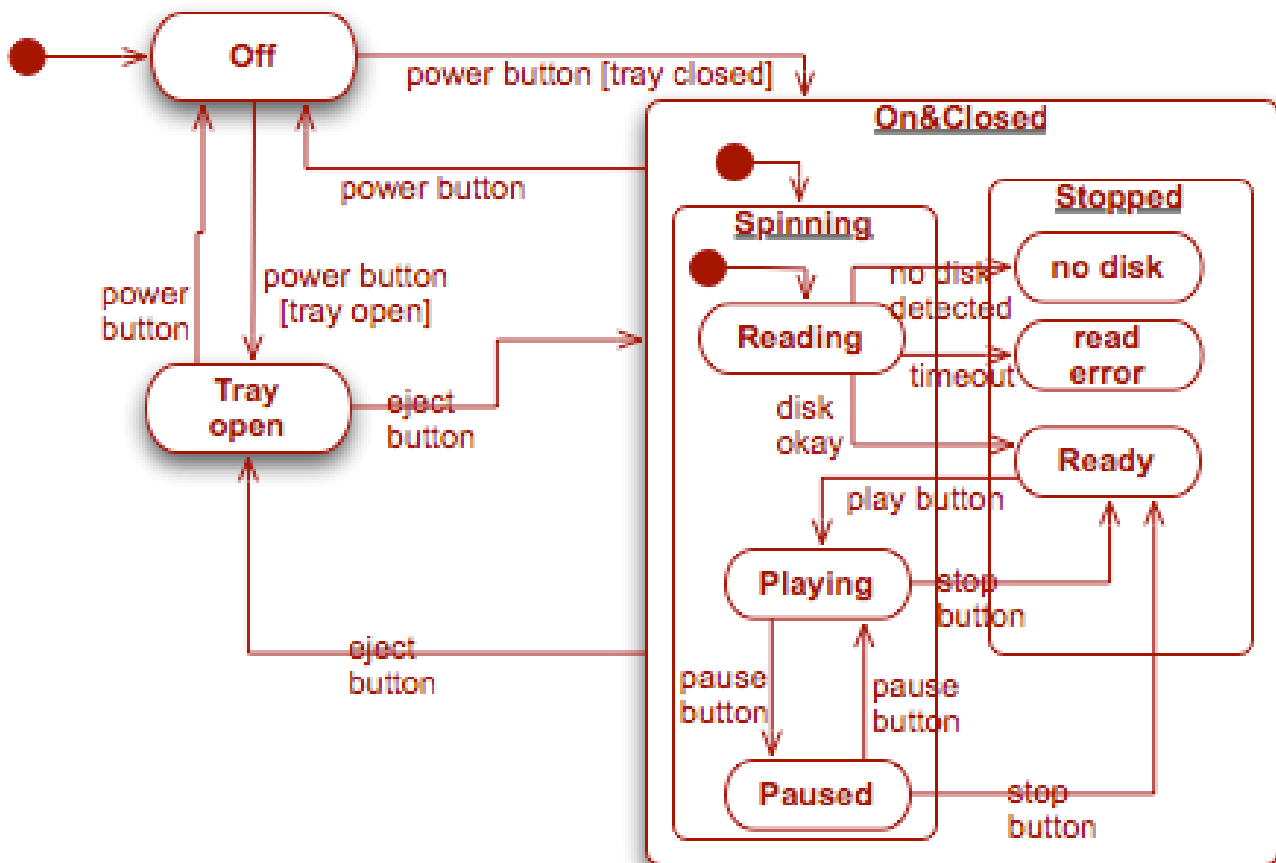 Off
power button [tray closed]
On&Closed
power button
Stopped
Spinning
no disk
no disk
detected
power button
[tray open]
power
button
Reading
read
error
timeout
Tray
open
eject
button
disk
okay
Ready
play button
Playing
stop
button
eject
button
pause
button
pause
button
Paused
stop
button